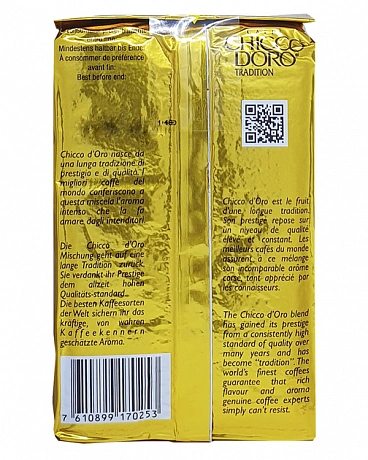 Mindestens haltbar bis Ende:
A consommer de préférence
avant fin:
Best before end:
CHICCO
D'ORO
TRADITION
Chicco d'Oro nasce da
una lunga tradizione di
prestigio e di qualità. I
migliori caffè del
mondo conferiscono a
questa miscela l'aroma
intenso che la fa
amare dagli intenditori.
Die Chicco d'Oro
Mischung geht auf eine
lange Tradition zurück.
Sie verdankt ihr Prestige
dem allzeit hohen
Qualitäts-standard.
Die besten Kaffeesorten
der Welt sichern ihr das
kräftige, von wahren
Kaffeekennern
geschätzte Aroma.
7 610899 170253
Chicco d'Oro est le fruit
d'une longue tradition.
Son prestige repose sur
un niveau de qualité
élevé et constant. Les
meilleurs cafés du monde
assurent à ce mélange
son incomparable arôme
corsé tant apprécié par
les connaisseurs.
The Chicco d'Oro blend
has gained its prestige
from a consistently high
standard of quality over
many years and has
become "tradition". The
world's finest coffees
guarantee that rich
flavour and aroma
genuine coffee experts
simply can't resist.